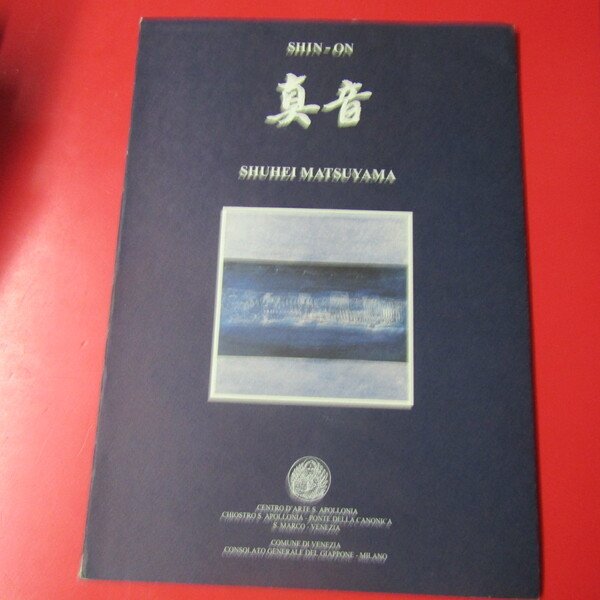 SHIN - ON
真音
SHUHEI MATSUYAMA
CENTRO D'ARTE S. APOLLONIA
CHIOSTRO S. APOLLONIA - PONTE DELLA CANONICA
S. MARCO - VENEZIA
COMUNE DI VENEZIA
CONSOLATO GENERALE DEL GIAPPONE - MILANO